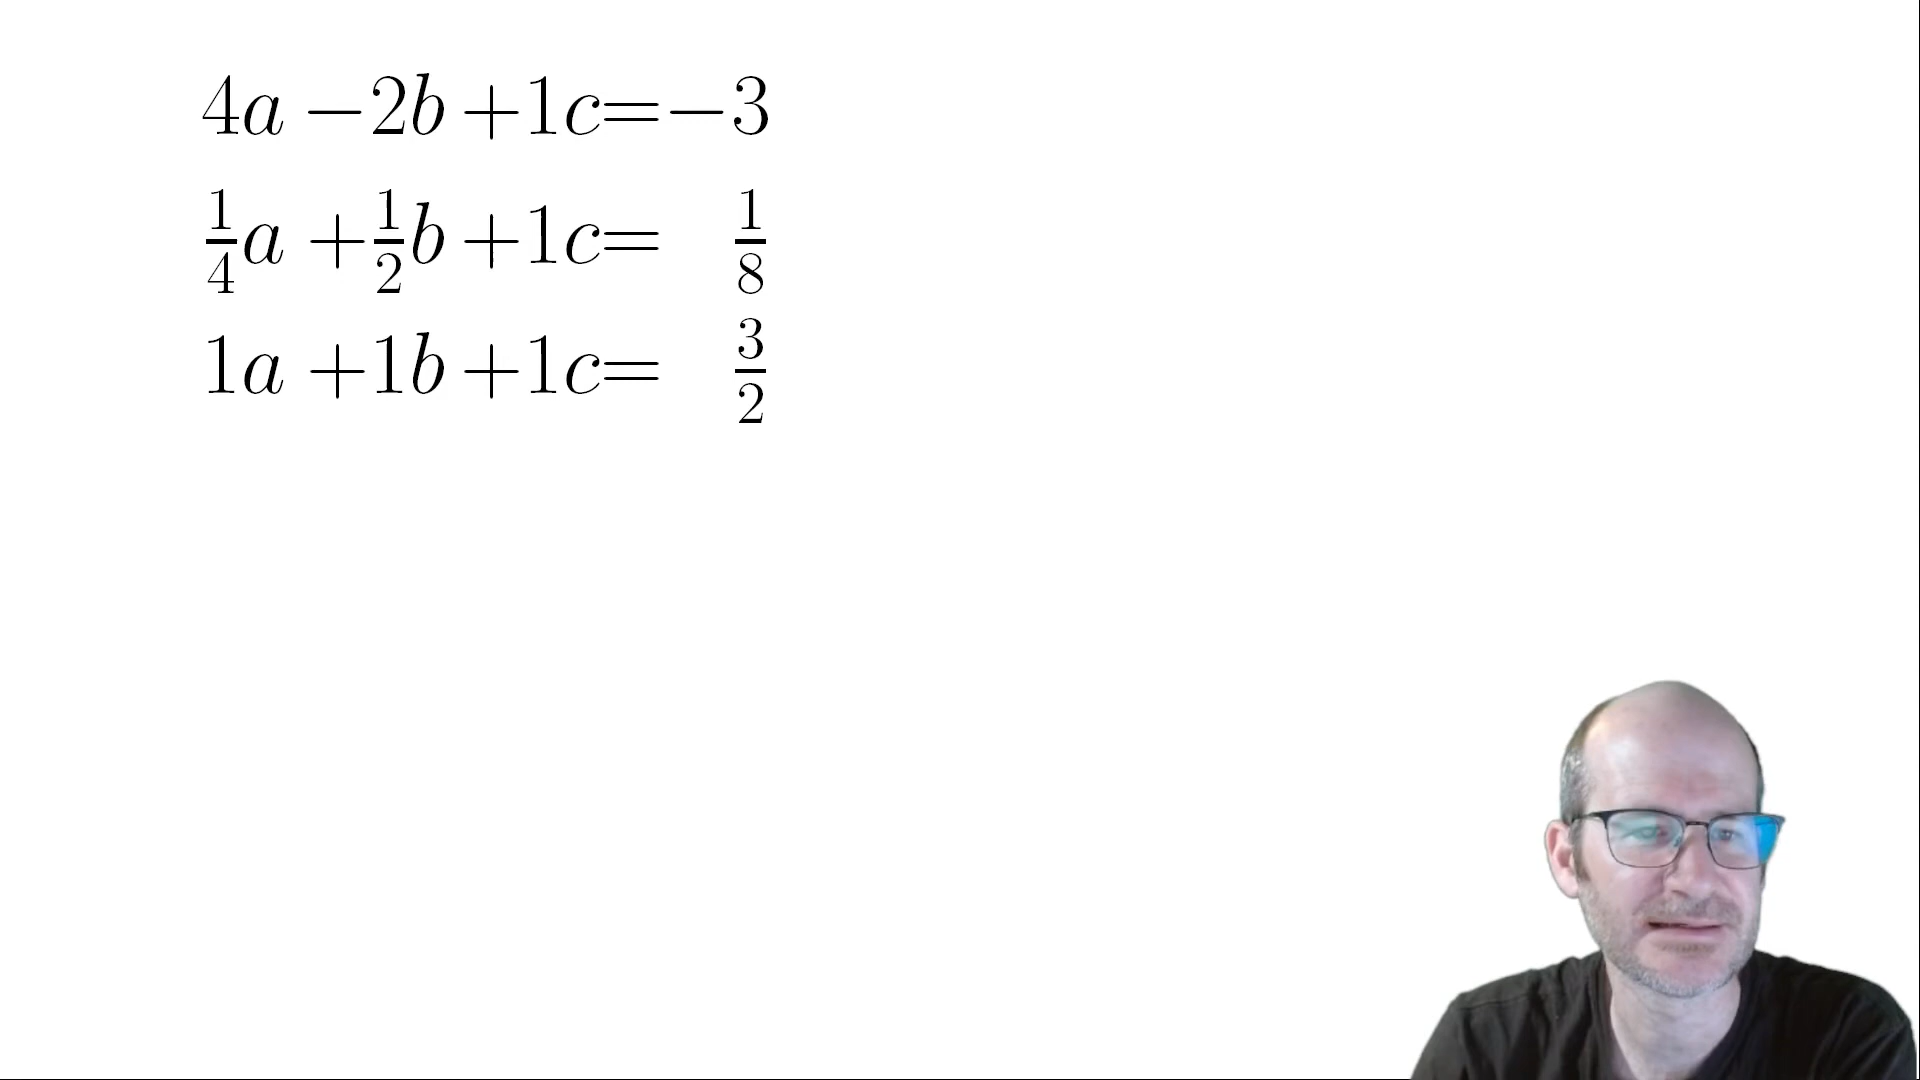 4a − 2b + 1c = −3
1/4 a + 1/2 b + 1c = 1/8
1a + 1b + 1c = 3/2